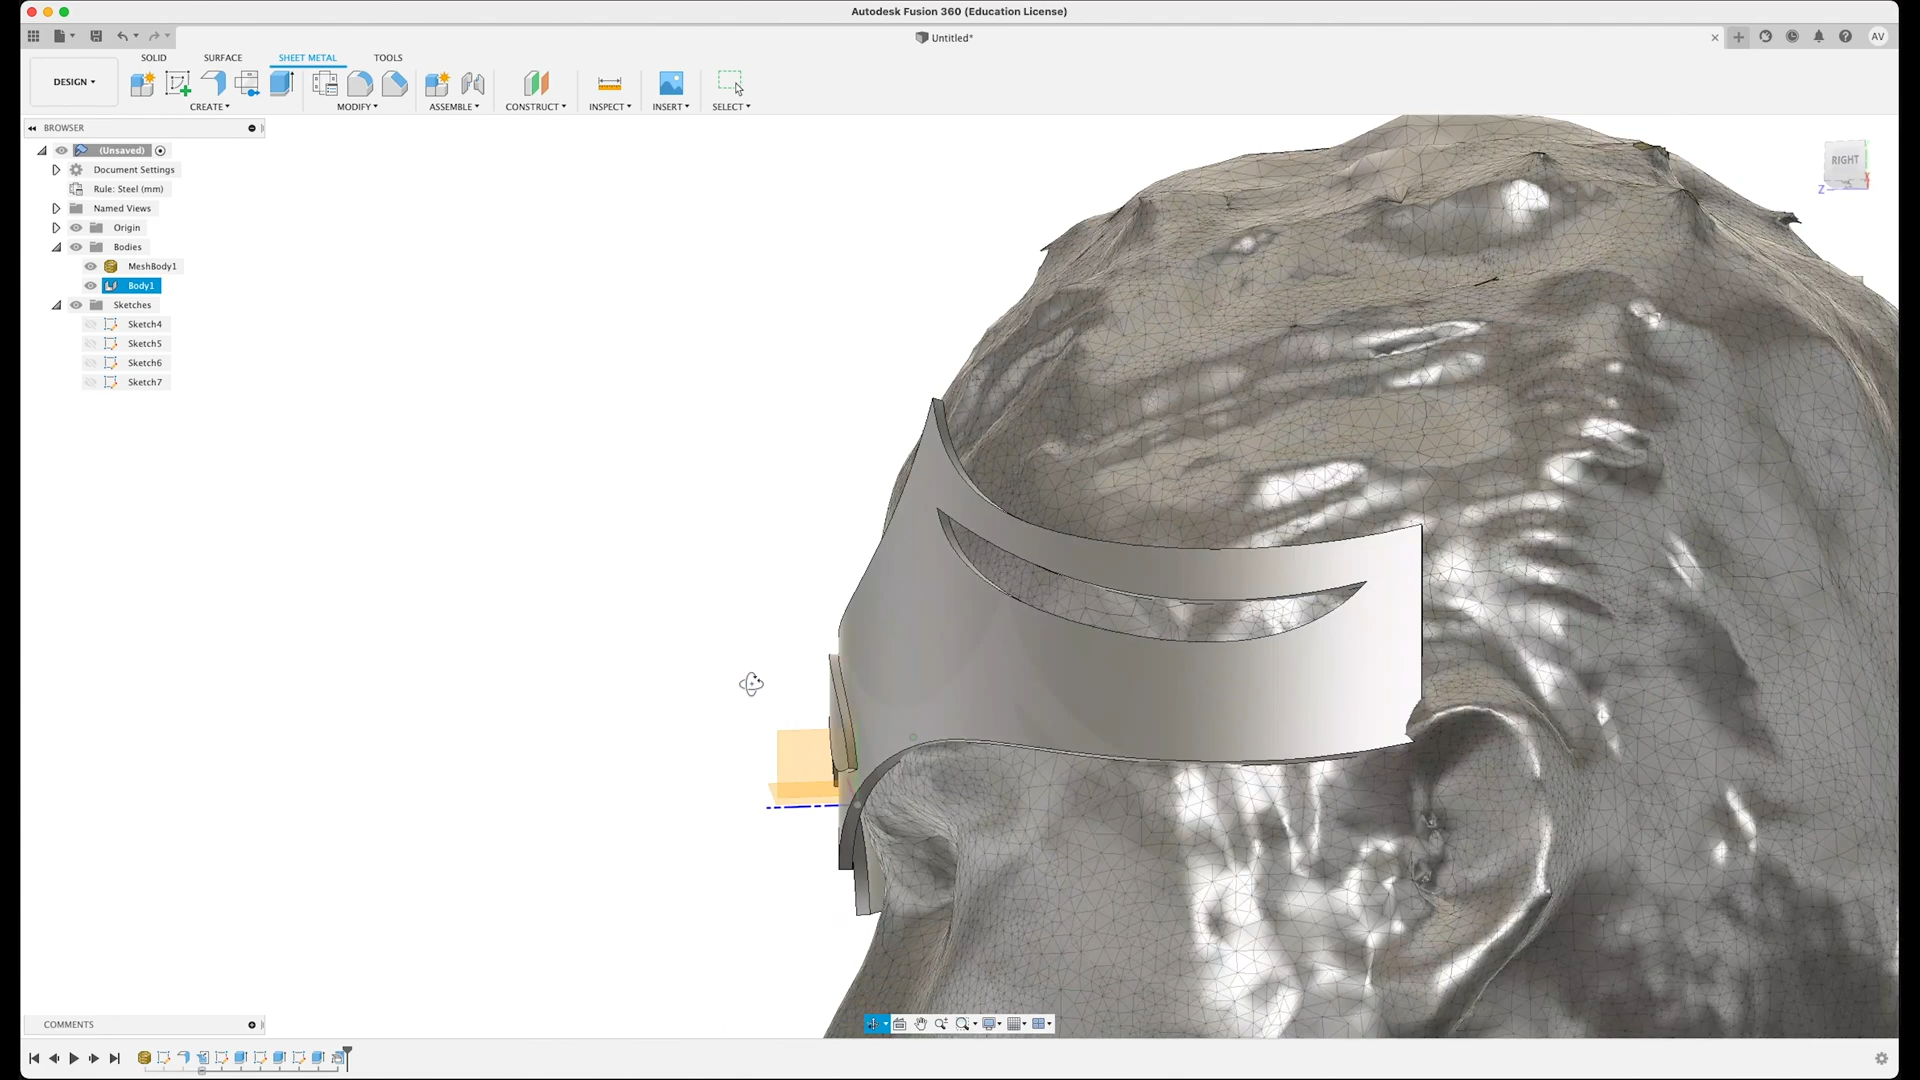 Autodesk Fusion 360 (Education License)
Untitled*
AV
SOLID SURFACE SHEET METAL TOOLS
DESIGN
CREATE MODIFY ASSEMBLE CONSTRUCT INSPECT INSERT SELECT
BROWSER
(Unsaved)
Document Settings
Rule: Steel (mm)
Named Views
Origin
Bodies
MeshBody1
Body1
Sketches
Sketch4
Sketch5
Sketch6
Sketch7
RIGHT
Z
COMMENTS